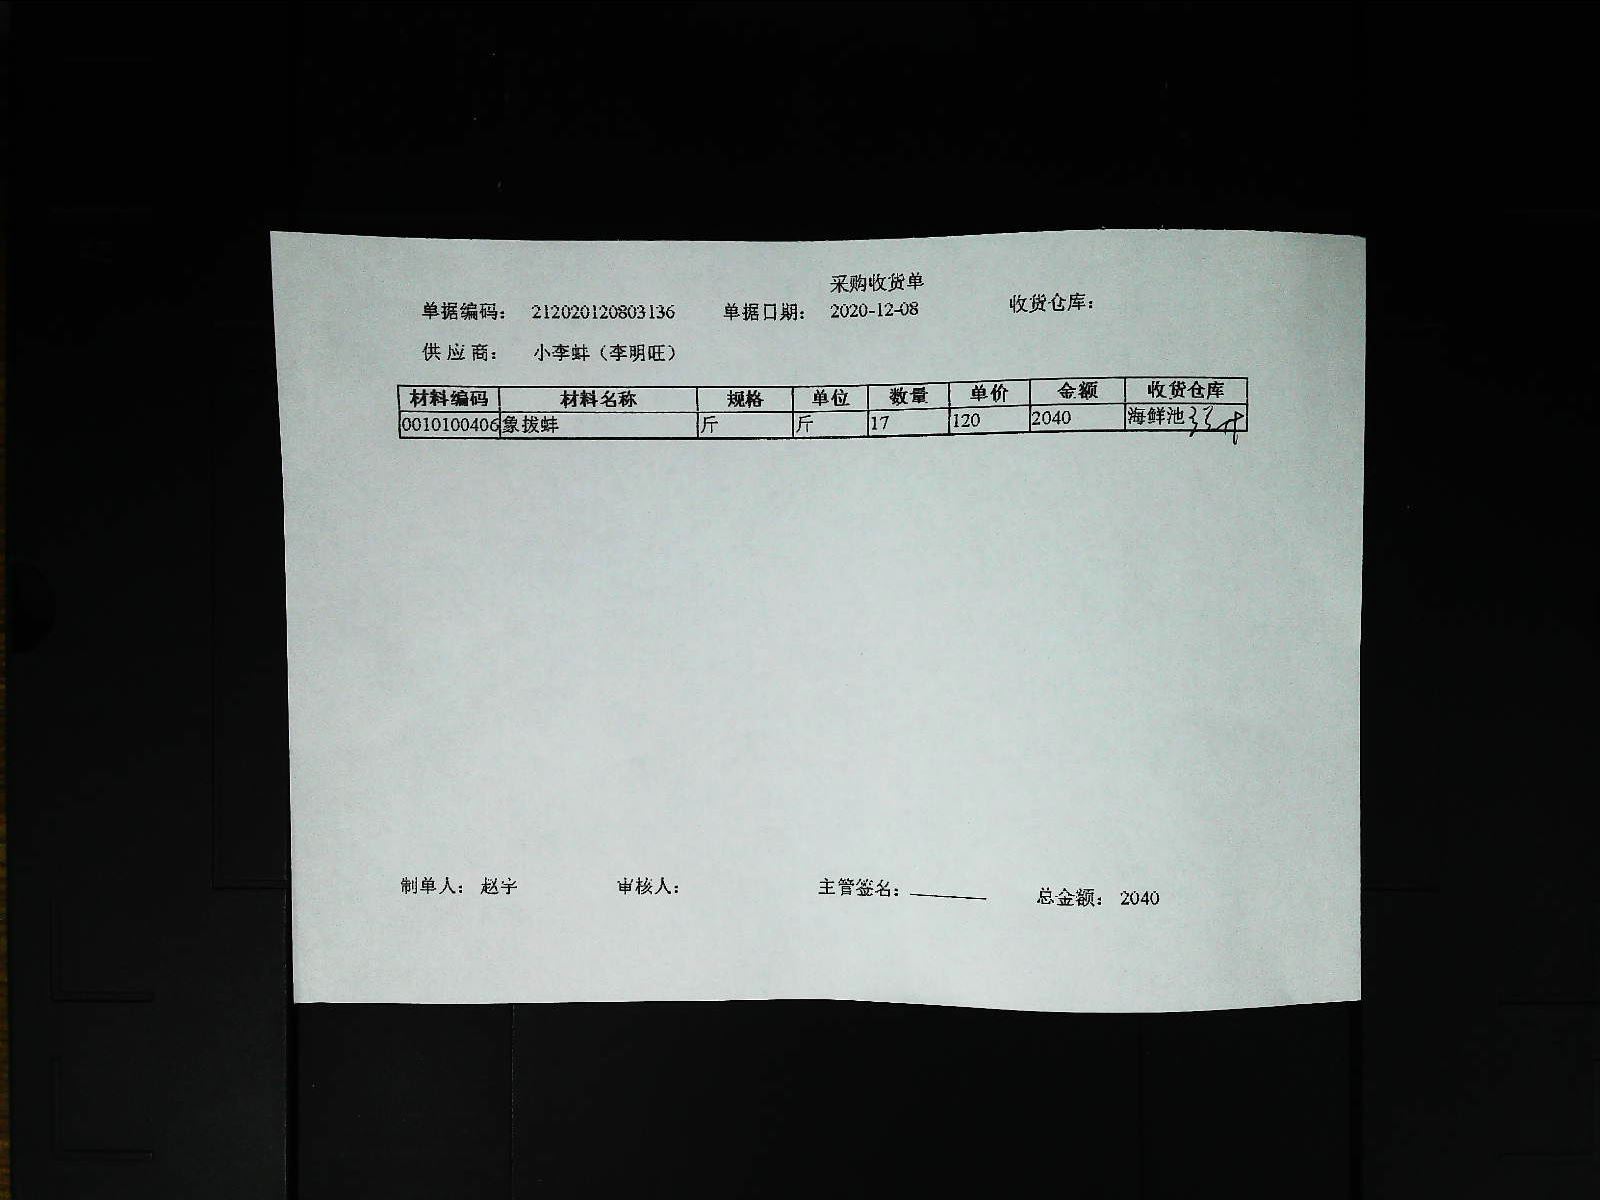 采购收货单
单据编码： 212020120803136 单据日期： 2020-12-08 收货仓库：
供应商： 小李蚌（李明旺）
材料编码 材料名称 规格 单位 数量 单价 金额 收货仓库
0010100406 象拔蚌 斤 斤 17 120 2040 海鲜池
制单人： 赵宇 审核人： 主管签名： 总金额： 2040